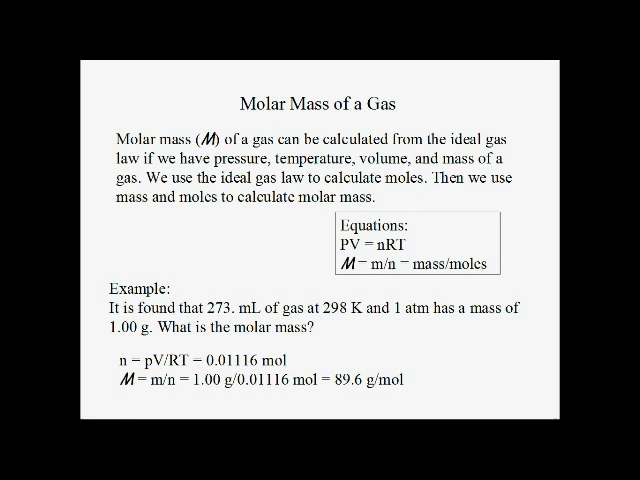 Molar Mass of a Gas
Molar mass (M) of a gas can be calculated from the ideal gas
law if we have pressure, temperature, volume, and mass of a
gas. We use the ideal gas law to calculate moles. Then we use
mass and moles to calculate molar mass.
Equations:
PV = nRT
M = m/n = mass/moles
Example:
It is found that 273. mL of gas at 298 K and 1 atm has a mass of
1.00 g. What is the molar mass?
n = pV/RT = 0.01116 mol
M = m/n = 1.00 g/0.01116 mol = 89.6 g/mol